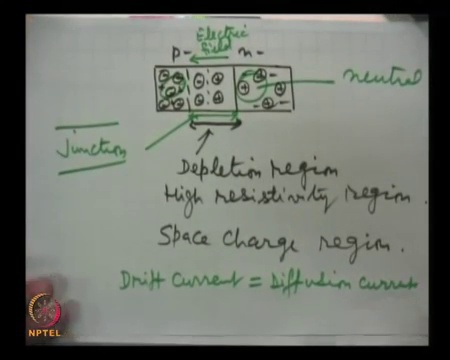 Electric
field
p-
n-
neutral
Junction
Depletion region
High resistivity region.
Space Charge region.
Drift Current = Diffusion Current
NPTEL